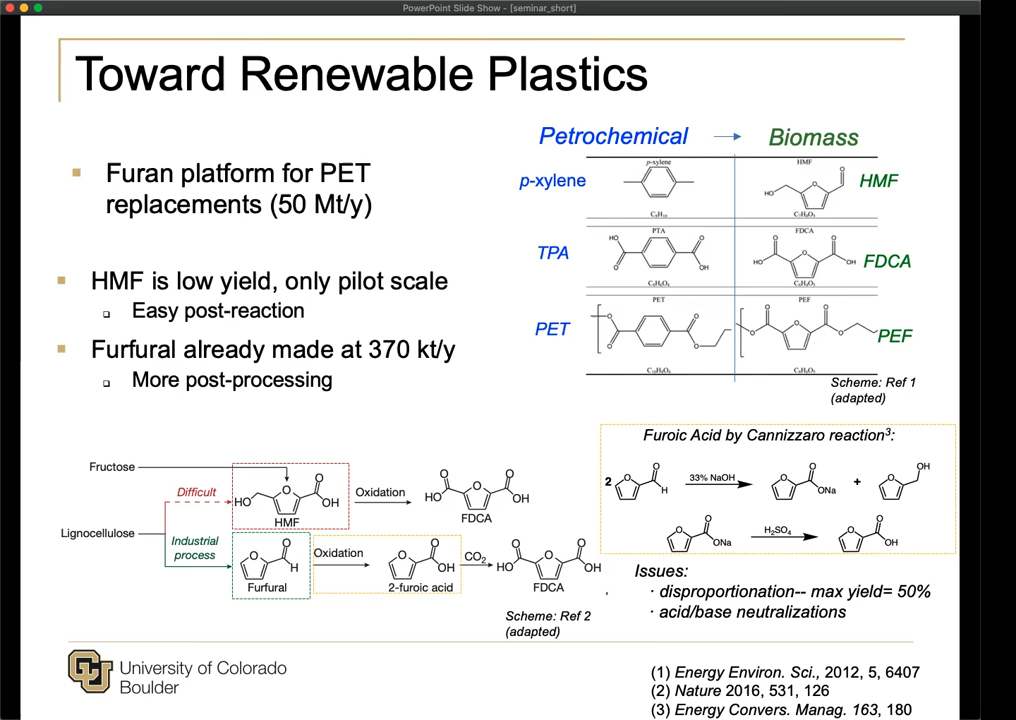 PowerPoint Slide Show - [seminar_short]
Toward Renewable Plastics
Furan platform for PET
replacements (50 Mt/y)
HMF is low yield, only pilot scale
Easy post-reaction
Furfural already made at 370 kt/y
More post-processing
Petrochemical
Biomass
p-xylene
p-xylene
HMF
HMF
HO
O
O
C₈H₁₀
TPA
PTA
FDCA
FDCA
HO
O
O
OH
HO
O
O
O
OH
PET
PET
PEF
PEF
O
O
O
O
O
O
O
O
O
Scheme: Ref 1
(adapted)
Fructose
Difficult
HO
O
O
OH
HMF
Oxidation
HO
O
O
O
OH
FDCA
Lignocellulose
Industrial
process
O
O
H
Furfural
Oxidation
O
O
OH
2-furoic acid
CO₂
HO
O
O
O
OH
FDCA
Scheme: Ref 2
(adapted)
Furoic Acid by Cannizzaro reaction³:
2
O
O
H
33% NaOH
O
O
ONa
+
O
OH
O
O
ONa
H₂SO₄
O
O
OH
Issues:
· disproportionation-- max yield= 50%
· acid/base neutralizations
CU
University of Colorado
Boulder
(1) Energy Environ. Sci., 2012, 5, 6407
(2) Nature 2016, 531, 126
(3) Energy Convers. Manag. 163, 180